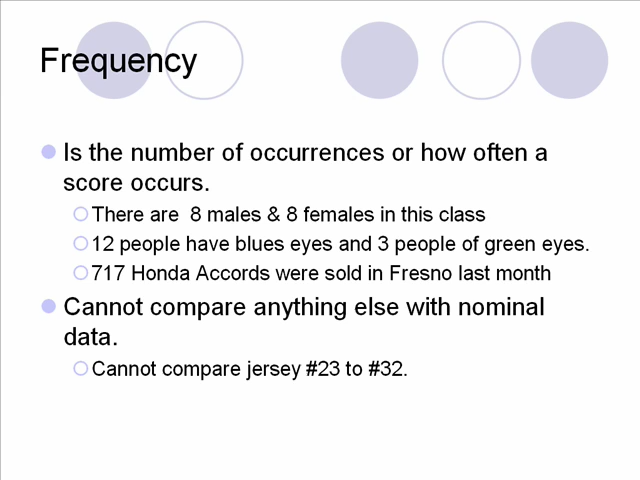 Frequency
Is the number of occurrences or how often a
score occurs.
There are  8 males & 8 females in this class
12 people have blues eyes and 3 people of green eyes.
717 Honda Accords were sold in Fresno last month
Cannot compare anything else with nominal
data.
Cannot compare jersey #23 to #32.